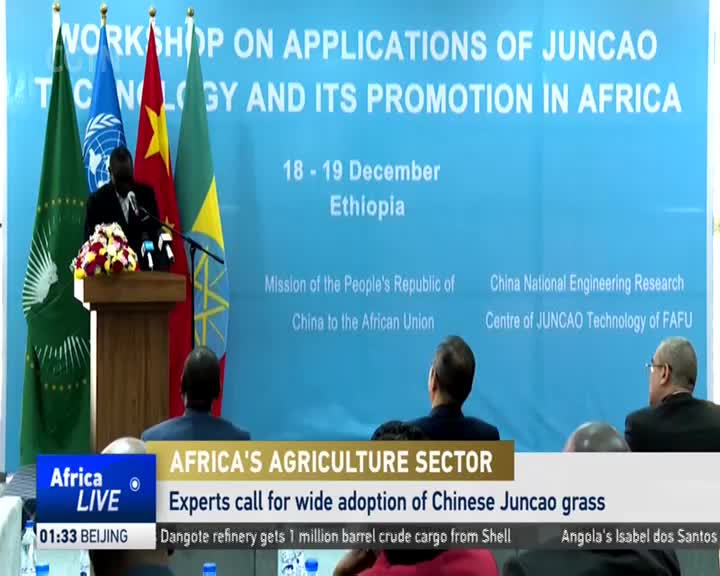 WORKSHOP ON APPLICATIONS OF JUNCAO
TECHNOLOGY AND ITS PROMOTION IN AFRICA
18 - 19 December
Ethiopia
Mission of the People's Republic of
China to the African Union
China National Engineering Research
Centre of JUNCAO Technology of FAFU
AFRICA'S AGRICULTURE SECTOR
Africa
LIVE
Experts call for wide adoption of Chinese Juncao grass
01:33 BEIJING
Dangote refinery gets 1 million barrel crude cargo from Shell
Angola's Isabel dos Santos